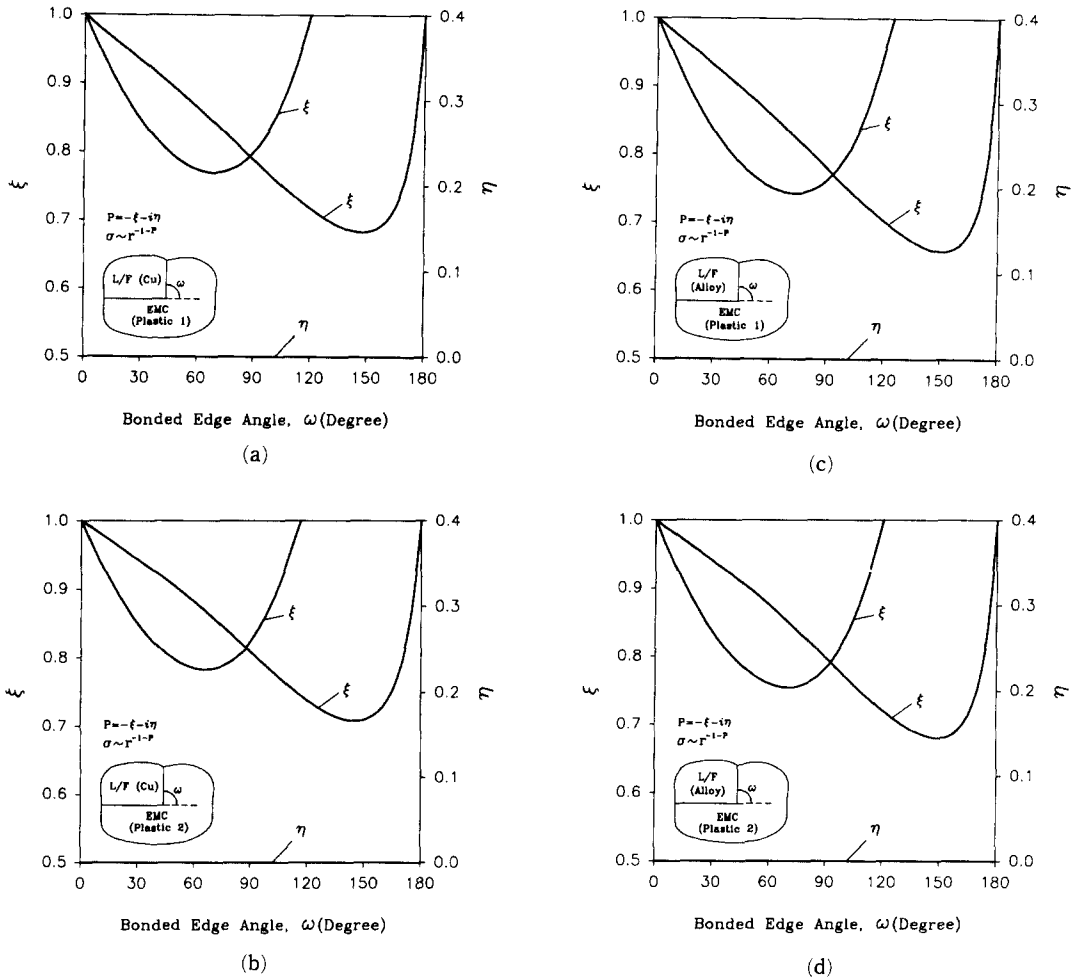 1.0
0.9
0.8
0.7
0.6
0.5
ξ
0.4
0.3
0.2
0.1
0.0
η
ξ
ξ
P=−ξ−iη
σ~r⁻¹⁻ᴾ
L/F (Cu)
ω
EMC
(Plastic 1)
η
0 30 60 90 120 150 180
Bonded Edge Angle, ω(Degree)
(a)
1.0
0.9
0.8
0.7
0.6
0.5
ξ
0.4
0.3
0.2
0.1
0.0
η
ξ
ξ
P=−ξ−iη
σ~r⁻¹⁻ᴾ
L/F
(Alloy)
ω
EMC
(Plastic 1)
η
0 30 60 90 120 150 180
Bonded Edge Angle, ω(Degree)
(c)
1.0
0.9
0.8
0.7
0.6
0.5
ξ
0.4
0.3
0.2
0.1
0.0
η
ξ
ξ
P=−ξ−iη
σ~r⁻¹⁻ᴾ
L/F (Cu)
ω
EMC
(Plastic 2)
η
0 30 60 90 120 150 180
Bonded Edge Angle, ω(Degree)
(b)
1.0
0.9
0.8
0.7
0.6
0.5
ξ
0.4
0.3
0.2
0.1
0.0
η
ξ
ξ
P=−ξ−iη
σ~r⁻¹⁻ᴾ
L/F
(Alloy)
ω
EMC
(Plastic 2)
η
0 30 60 90 120 150 180
Bonded Edge Angle, ω(Degree)
(d)